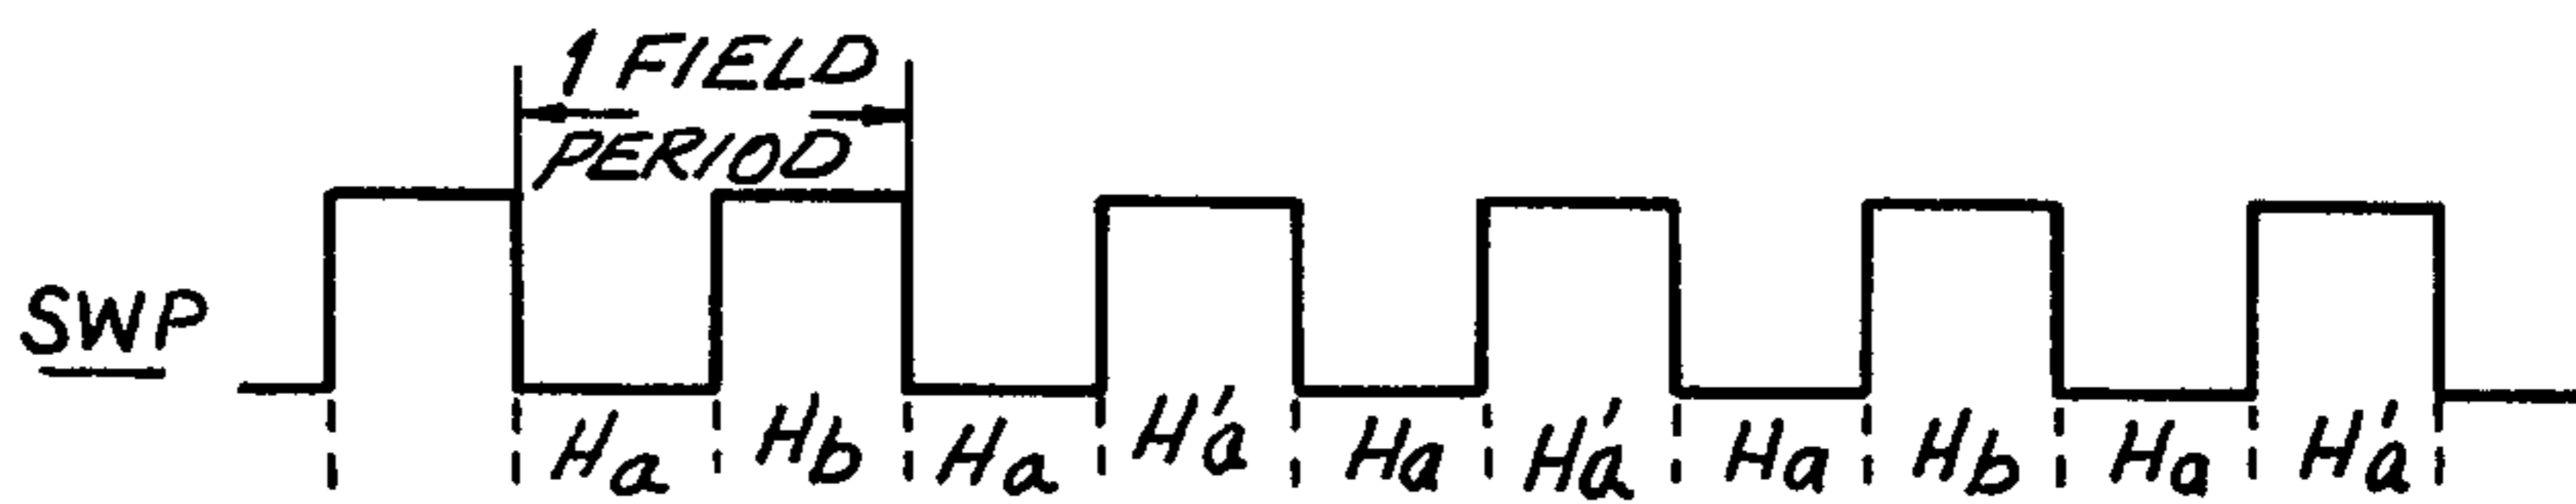 1 FIELD
PERIOD
SWP
Ha Hb Ha H'a Ha H'a Ha Hb Ha H'a